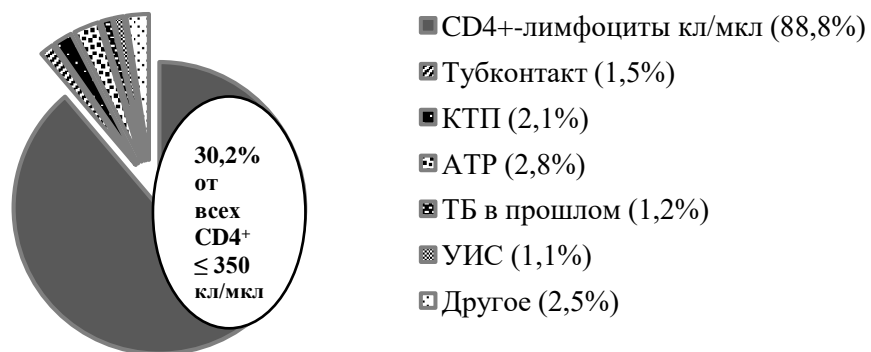 30,2%
от
всех
CD4+
≤ 350
кл/мкл
CD4+-лимфоциты кл/мкл (88,8%)
Тубконтакт (1,5%)
КТП (2,1%)
АТР (2,8%)
ТБ в прошлом (1,2%)
УИС (1,1%)
Другое (2,5%)